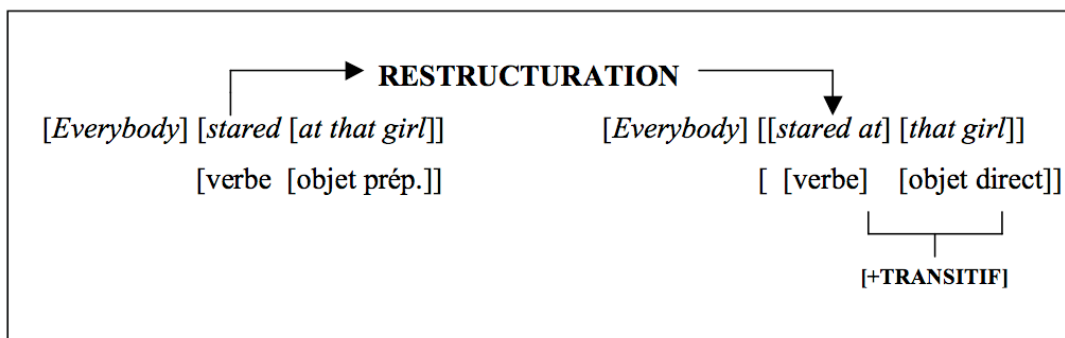 RESTRUCTURATION
[Everybody] [stared [at that girl]] [Everybody] [[stared at] [that girl]]
[verbe [objet prép.]] [ [verbe] [objet direct]]
[+TRANSITIF]